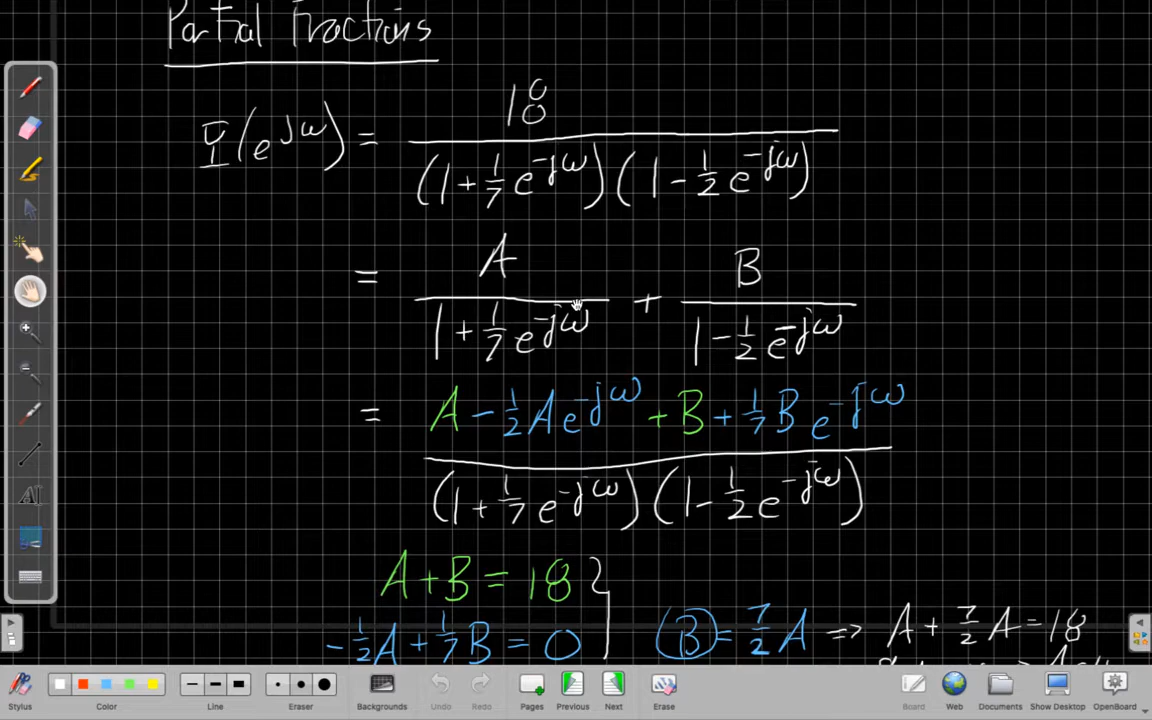 Partial Fractions
Y(e^{jω}) = 18 / ((1 + 1/7 e^{-jω})(1 - 1/2 e^{-jω}))
= A / (1 + 1/7 e^{-jω}) + B / (1 - 1/2 e^{-jω})
= (A - 1/2 A e^{-jω} + B + 1/7 B e^{-jω}) / ((1 + 1/7 e^{-jω})(1 - 1/2 e^{-jω}))
A + B = 18 }
-1/2 A + 1/7 B = 0
B = 7/2 A => A + 7/2 A = 18
Stylus Color Line Eraser Backgrounds Undo Redo Pages Previous Next Erase Board Web Documents Show Desktop OpenBoard